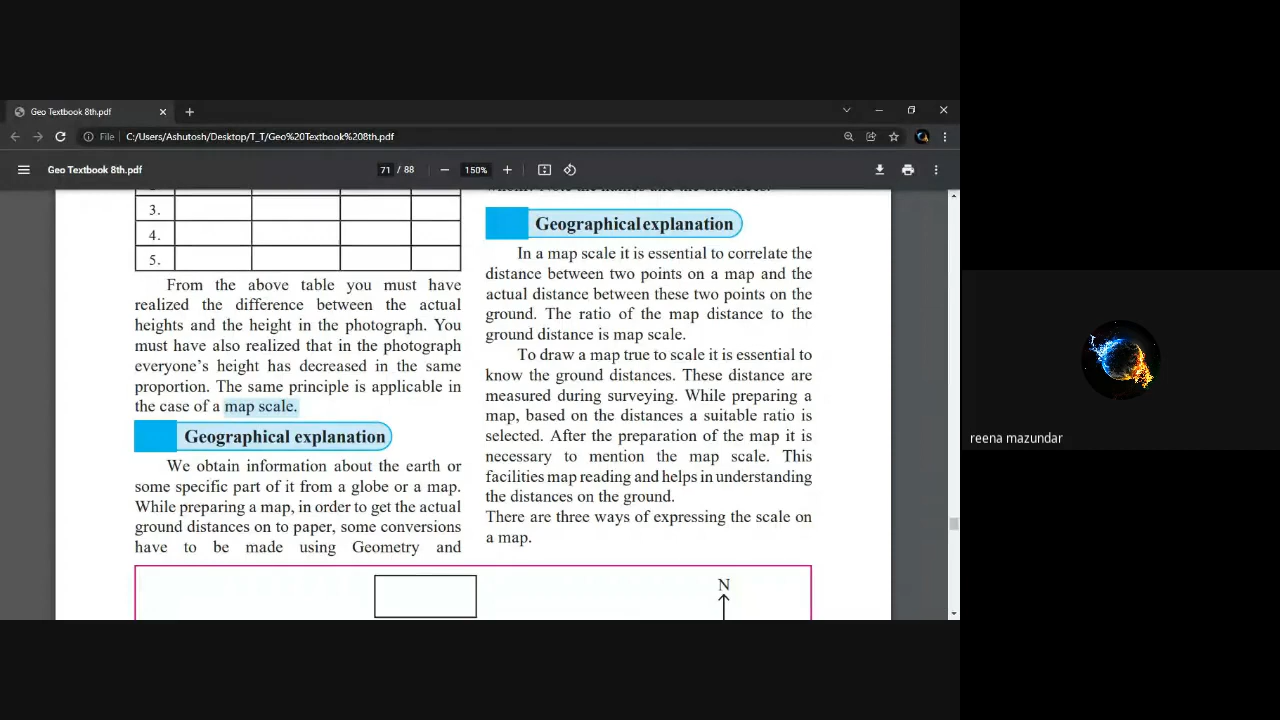 Geo Textbook 8th.pdf
File C:/Users/Ashutosh/Desktop/T_T/Geo%20Textbook%208th.pdf
Geo Textbook 8th.pdf
71 / 88
150%
3.
4.
5.
From the above table you must have
realized the difference between the actual
heights and the height in the photograph. You
must have also realized that in the photograph
everyone's height has decreased in the same
proportion. The same principle is applicable in
the case of a map scale.
Geographical explanation
We obtain information about the earth or
some specific part of it from a globe or a map.
While preparing a map, in order to get the actual
ground distances on to paper, some conversions
have to be made using Geometry and
Geographical explanation
In a map scale it is essential to correlate the
distance between two points on a map and the
actual distance between these two points on the
ground. The ratio of the map distance to the
ground distance is map scale.
To draw a map true to scale it is essential to
know the ground distances. These distance are
measured during surveying. While preparing a
map, based on the distances a suitable ratio is
selected. After the preparation of the map it is
necessary to mention the map scale. This
facilities map reading and helps in understanding
the distances on the ground.
There are three ways of expressing the scale on
a map.
N
reena mazundar